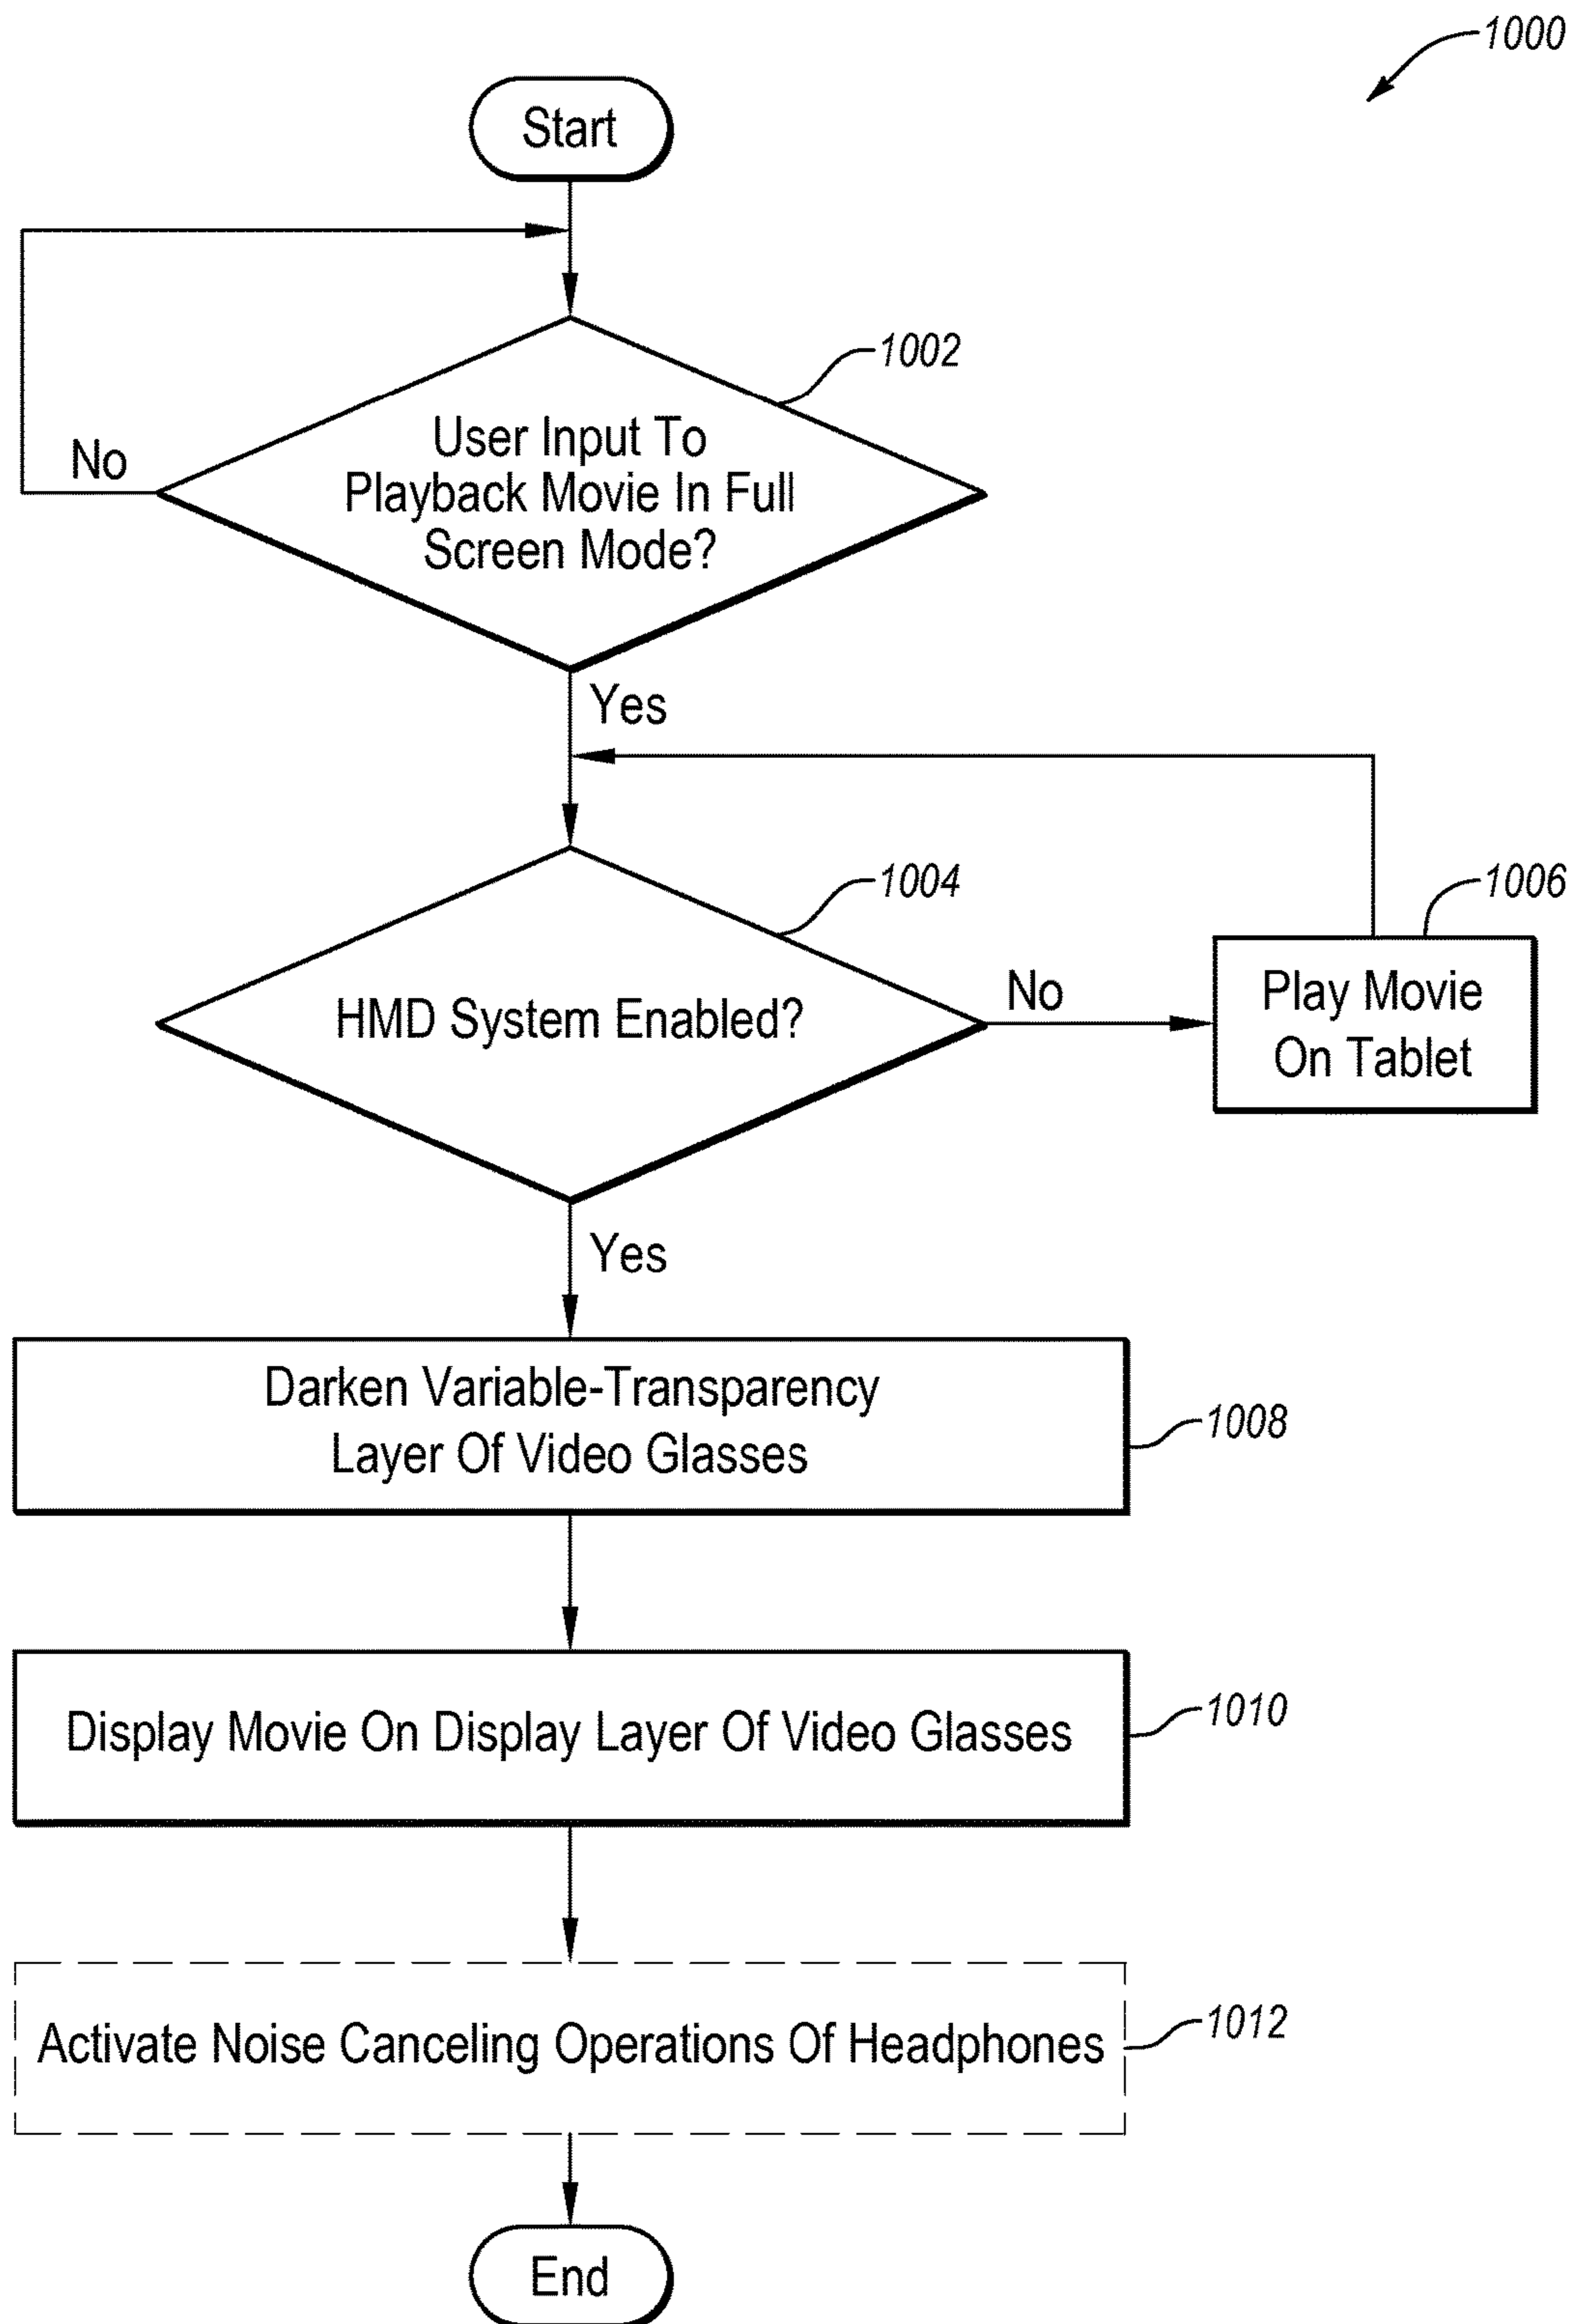 1000
Start
1002
User Input To
Playback Movie In Full
Screen Mode?
No
Yes
1004
HMD System Enabled?
No
1006
Play Movie
On Tablet
Yes
Darken Variable-Transparency
Layer Of Video Glasses
1008
Display Movie On Display Layer Of Video Glasses
1010
Activate Noise Canceling Operations Of Headphones
1012
End